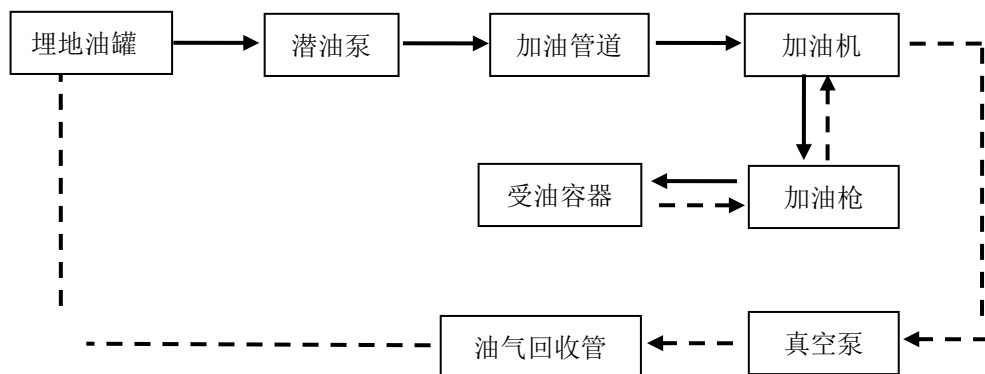 埋地油罐
潜油泵
加油管道
加油机
受油容器
加油枪
油气回收管
真空泵